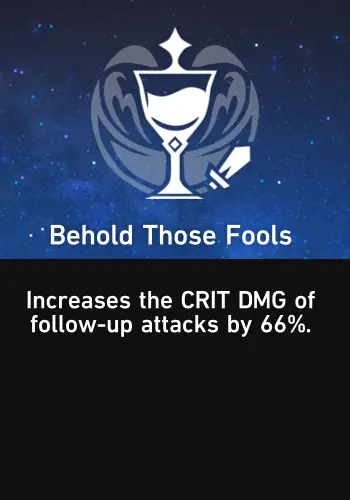 Behold Those Fools
Increases the CRIT DMG of
follow-up attacks by 66%.